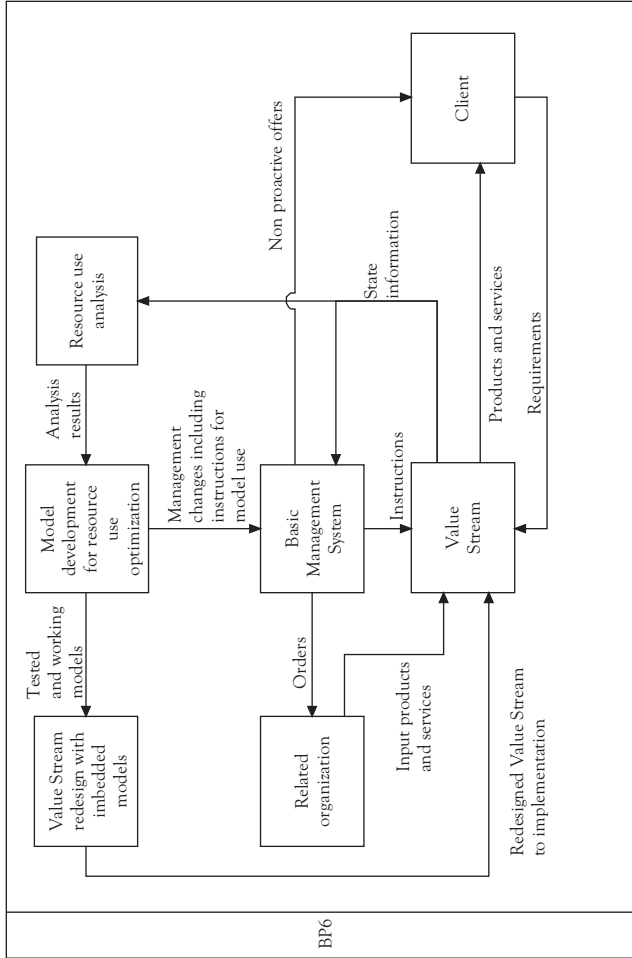 BP6
Value Stream
redesign with
imbedded
models
Tested
and working
models
Model
development
for resource
use
optimization
Analysis
results
Resource use
analysis
Management
changes including
instructions for
model use
Non proactive offers
Related
organization
Orders
Basic
Management
System
State
information
Client
Input products
and services
Instructions
Value
Stream
Products and services
Requirements
Redesigned Value Stream
to implementation